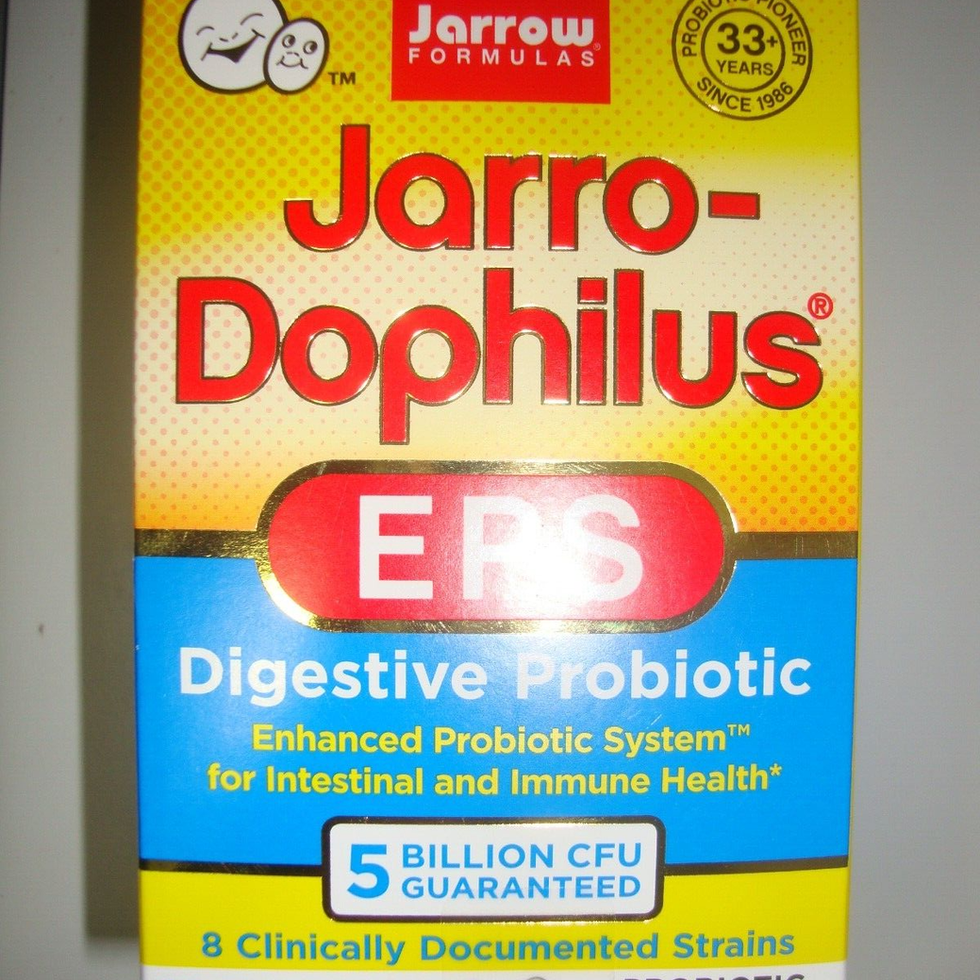 TM
Jarrow
FORMULAS®
PROBIOTIC PIONEER
33+
YEARS
SINCE 1986
Jarro-
Dophilus®
EPS
Digestive Probiotic
Enhanced Probiotic System™
for Intestinal and Immune Health*
5 BILLION CFU
GUARANTEED
8 Clinically Documented Strains
PROBIOTIC